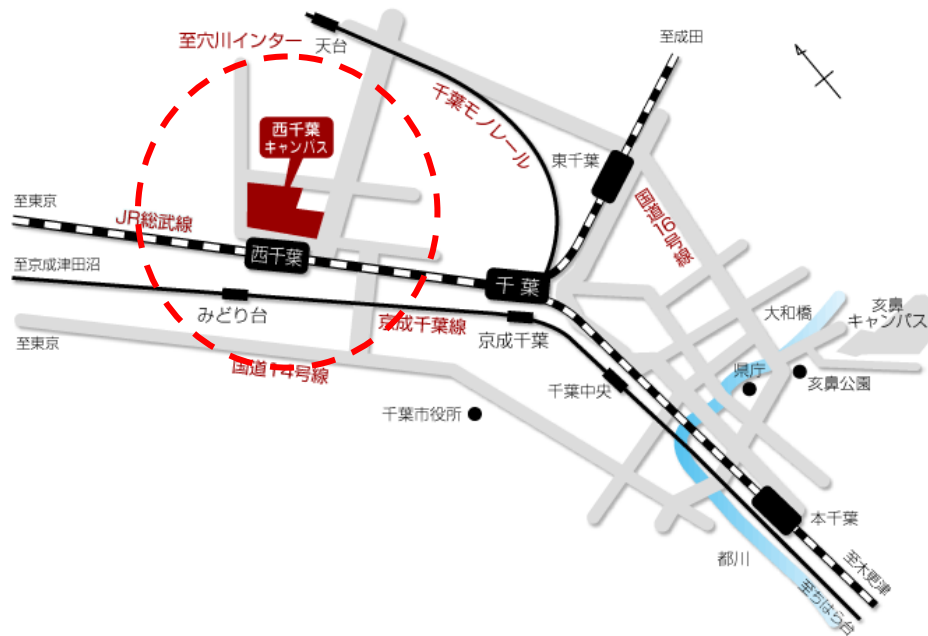 至穴川インター
天台
至成田
千葉モノレール
西千葉
キャンパス
東千葉
国道16号線
至東京
JR総武線
西千葉
千葉
至京成津田沼
みどり台
京成千葉線
京成千葉
大和橋
亥鼻
キャンパス
至東京
国道14号線
千葉中央
県庁
亥鼻公園
千葉市役所
本千葉
都川
至木更津
至ちはら台